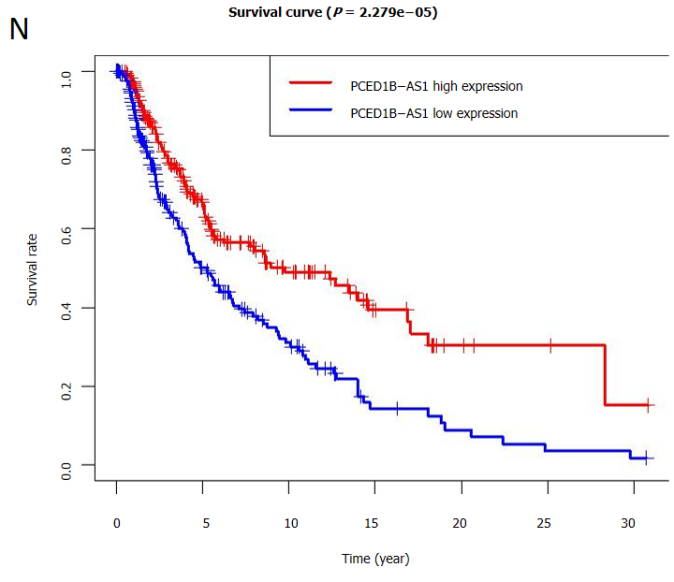 N
Survival curve (P = 2.279e−05)
PCED1B−AS1 high expression
PCED1B−AS1 low expression
Survival rate
1.0
0.8
0.6
0.4
0.2
0.0
0 5 10 15 20 25 30
Time (year)